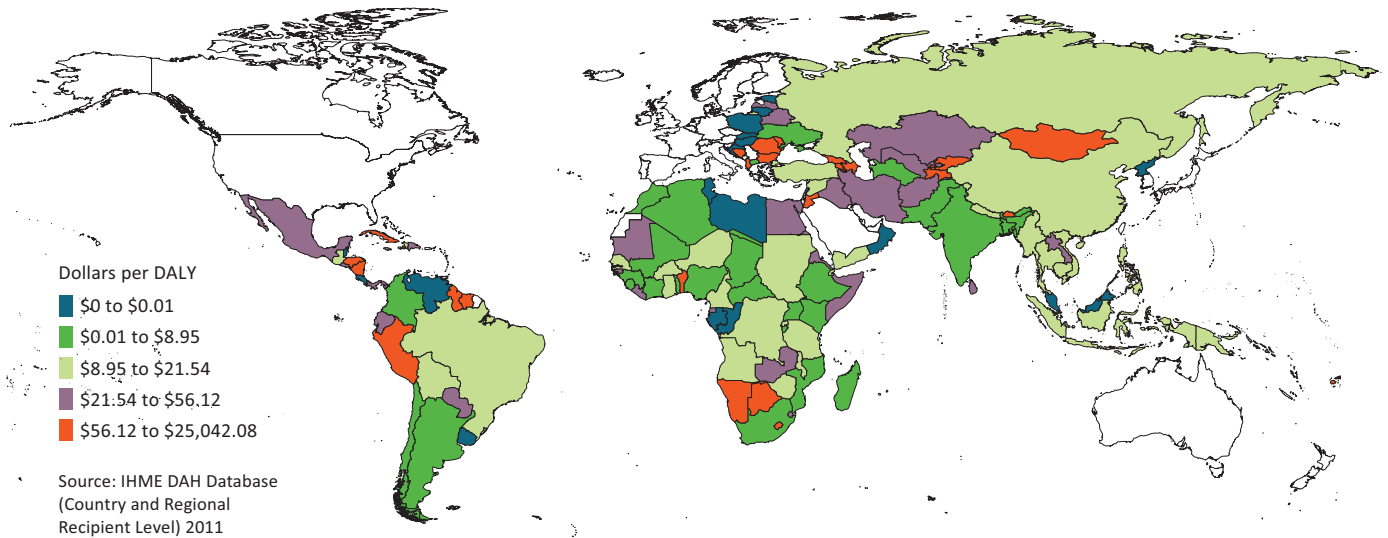 Dollars per DALY
$0 to $0.01
$0.01 to $8.95
$8.95 to $21.54
$21.54 to $56.12
$56.12 to $25,042.08
Source: IHME DAH Database
(Country and Regional
Recipient Level) 2011